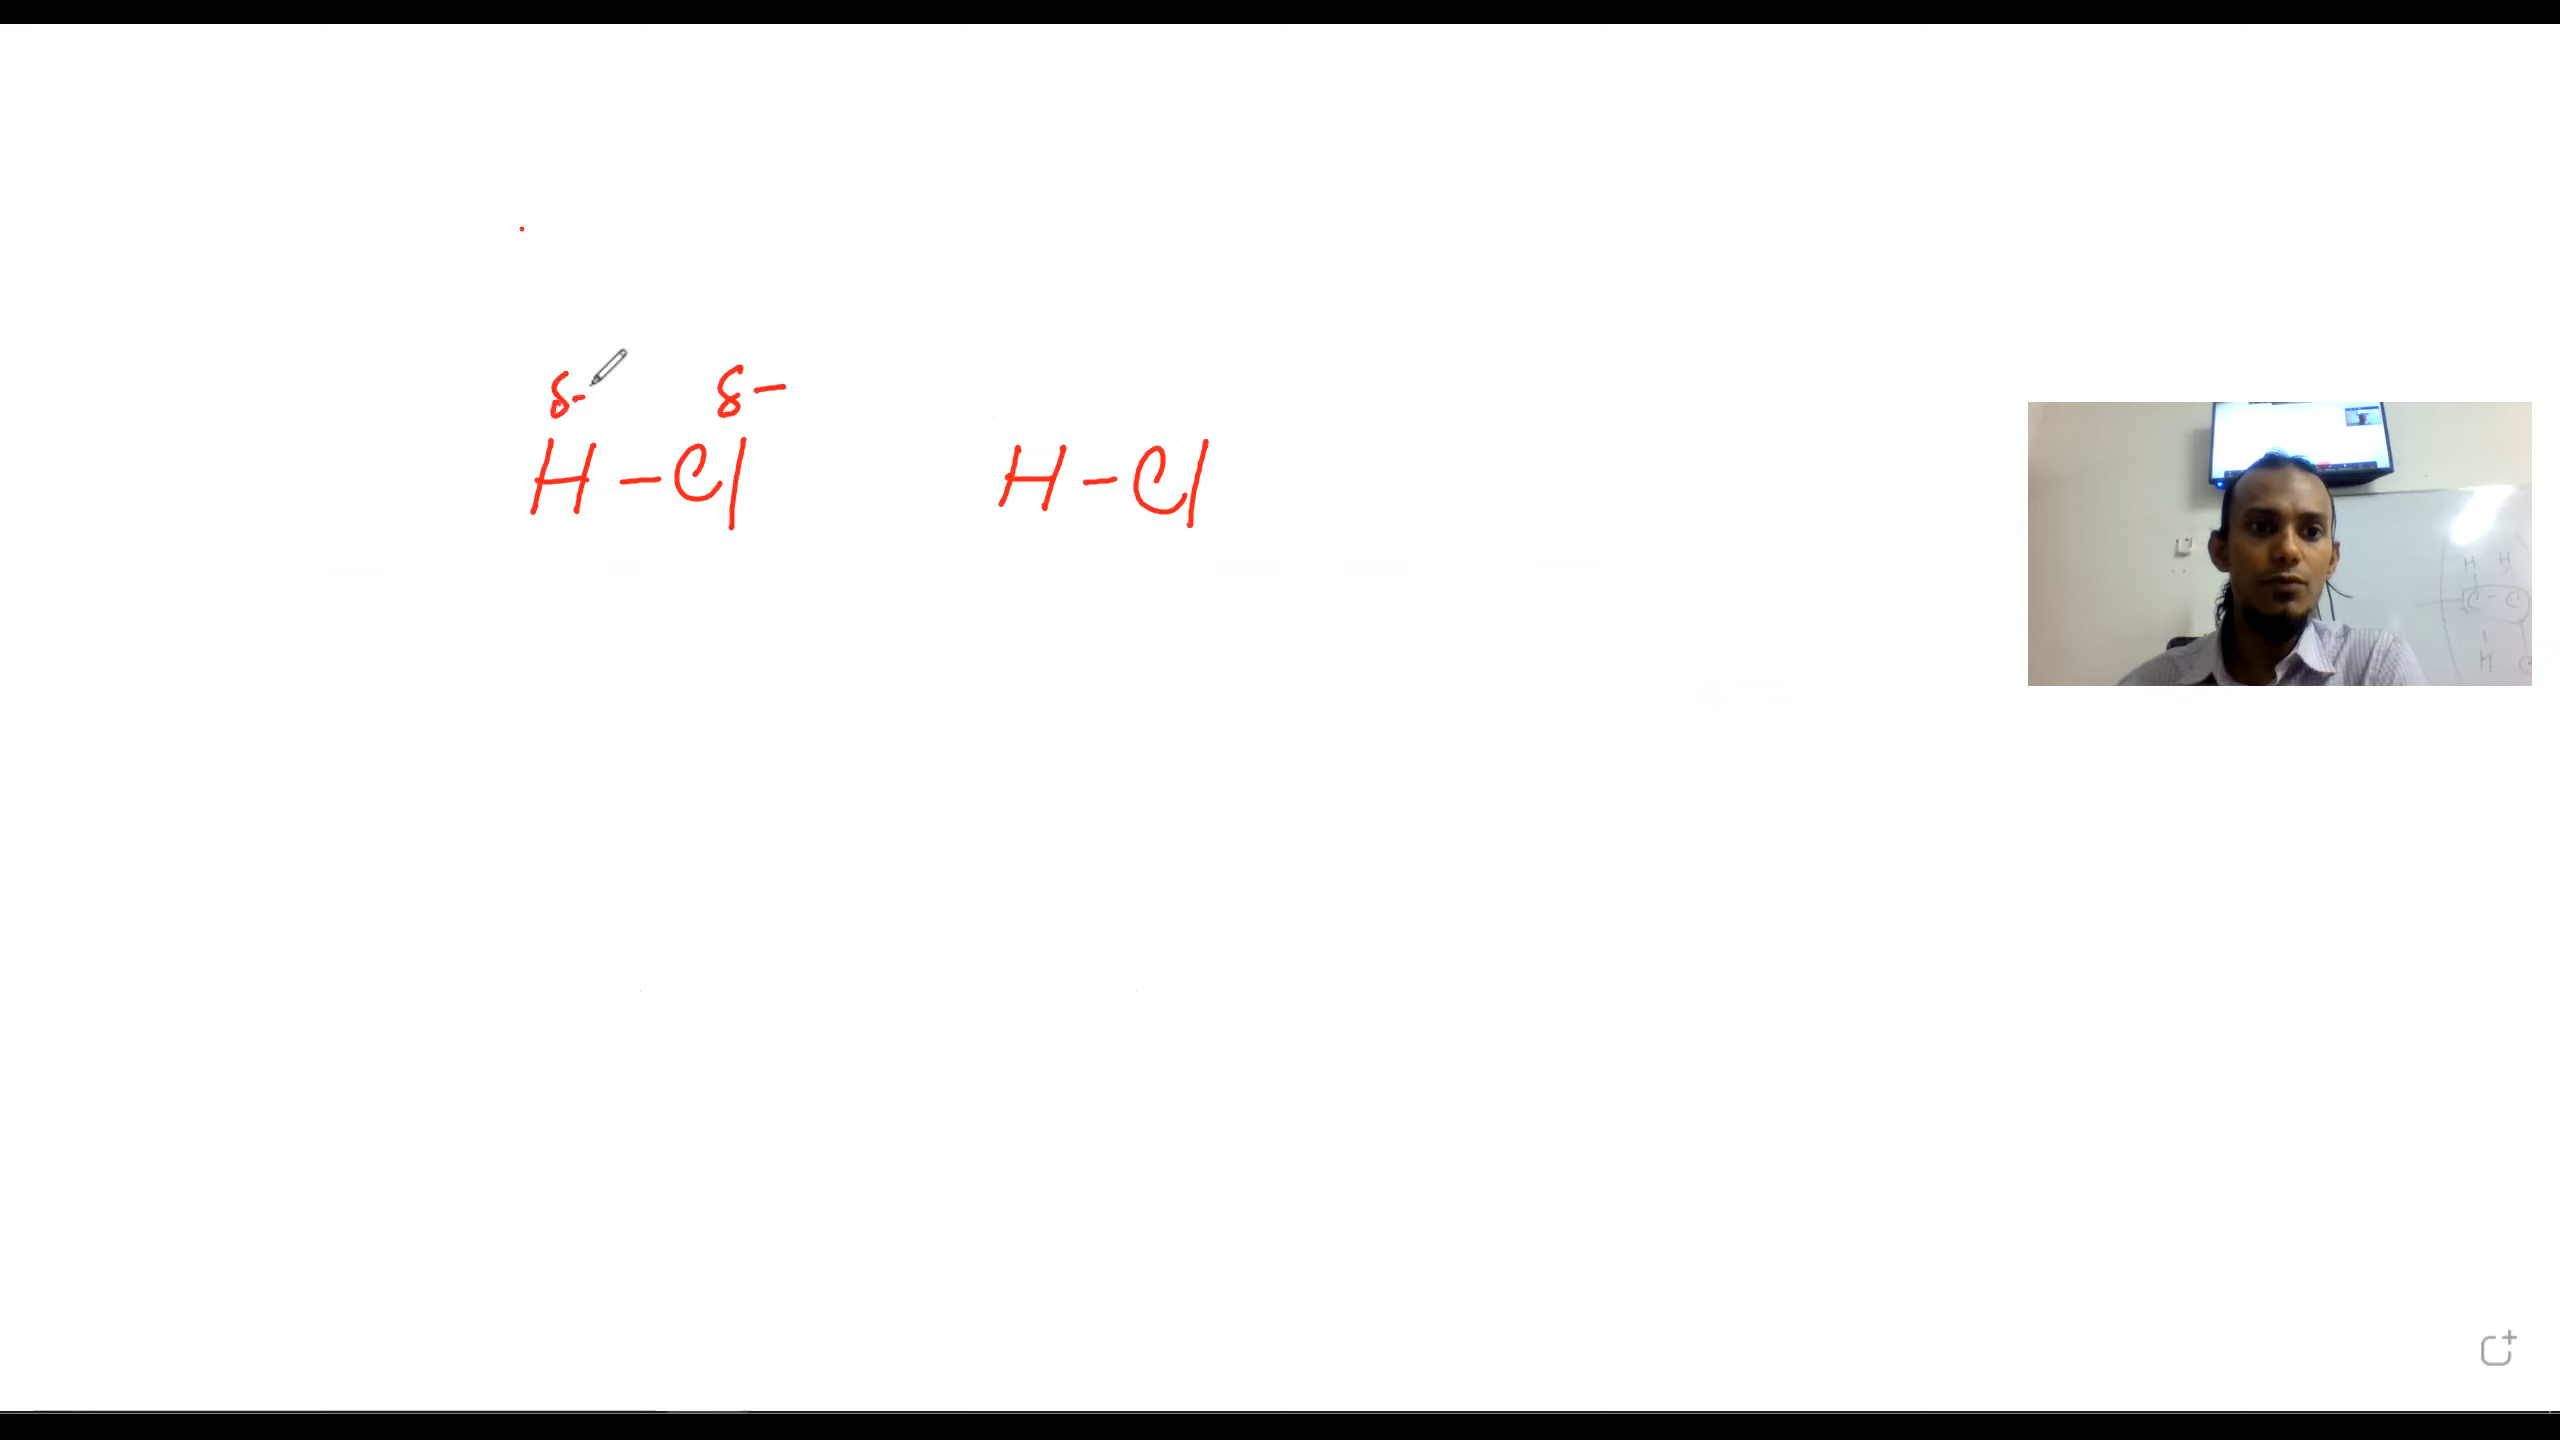 δ- δ-
H-Cl H-Cl
H H
C - C
H